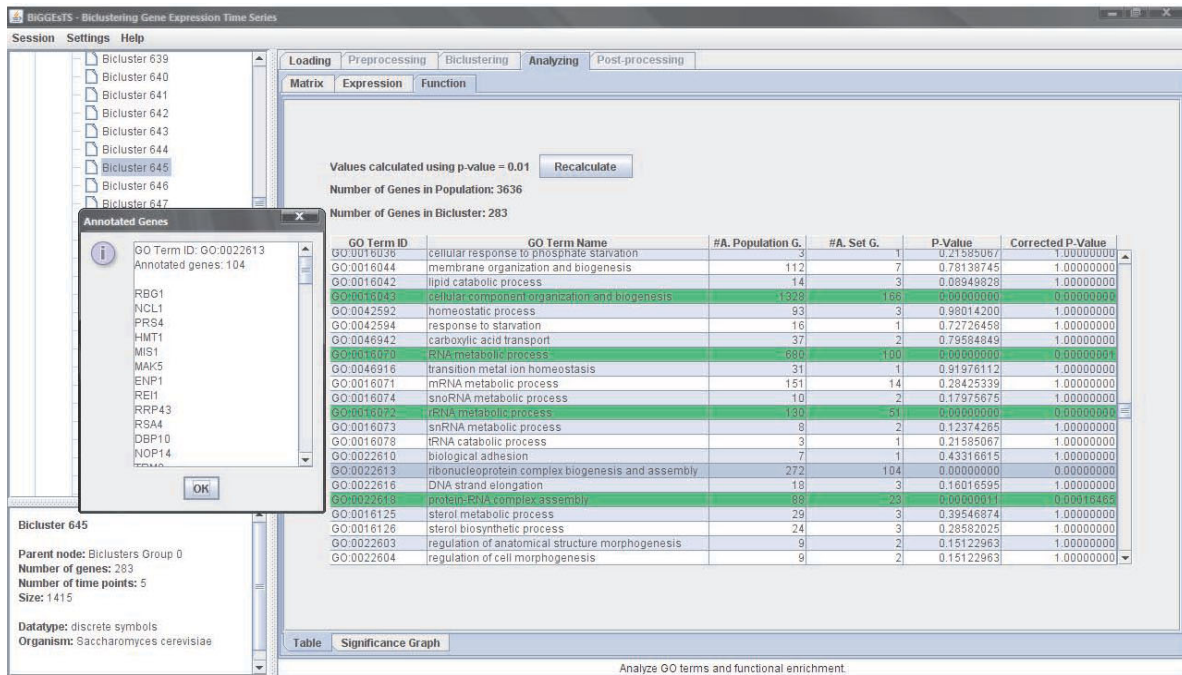 BiGGEsTS - Biclustering Gene Expression Time Series
Session Settings Help
Bicluster 639
Bicluster 640
Bicluster 641
Bicluster 642
Bicluster 643
Bicluster 644
Bicluster 645
Bicluster 646
Bicluster 647
Annotated Genes
GO Term ID: GO:0022613
Annotated genes: 104
RBG1
NCL1
PRS4
HMT1
MIS1
MAK5
ENP1
REI1
RRP43
RSA4
DBP10
NOP14
OK
Bicluster 645
Parent node: Biclusters Group 0
Number of genes: 283
Number of time points: 5
Size: 1415
Datatype: discrete symbols
Organism: Saccharomyces cerevisiae
Loading Preprocessing Biclustering Analyzing Post-processing
Matrix Expression Function
Values calculated using p-value = 0.01 Recalculate
Number of Genes in Population: 3636
Number of Genes in Bicluster: 283
GO Term ID GO Term Name #A. Population G. #A. Set G. P-Value Corrected P-Value
GO:0016036 cellular response to phosphate starvation 3 1 0.21585067 1.00000000
GO:0016044 membrane organization and biogenesis 112 7 0.78138745 1.00000000
GO:0016042 lipid catabolic process 14 3 0.08949828 1.00000000
GO:0016043 cellular component organization and biogenesis 1328 166 0.00000000 0.00000000
GO:0042592 homeostatic process 93 3 0.98014200 1.00000000
GO:0042594 response to starvation 16 1 0.72726458 1.00000000
GO:0046942 carboxylic acid transport 37 2 0.79584849 1.00000000
GO:0016070 RNA metabolic process 680 100 0.00000000 0.00000001
GO:0046916 transition metal ion homeostasis 31 1 0.91976112 1.00000000
GO:0016071 mRNA metabolic process 151 14 0.28425339 1.00000000
GO:0016074 snoRNA metabolic process 10 2 0.17975675 1.00000000
GO:0016072 rRNA metabolic process 130 51 0.00000000 0.00000000
GO:0016073 snRNA metabolic process 8 2 0.12374265 1.00000000
GO:0016078 tRNA catabolic process 3 1 0.21585067 1.00000000
GO:0022610 biological adhesion 7 1 0.43316615 1.00000000
GO:0022613 ribonucleoprotein complex biogenesis and assembly 272 104 0.00000000 0.00000000
GO:0022616 DNA strand elongation 18 3 0.16016595 1.00000000
GO:0022618 protein-RNA complex assembly 88 23 0.00000011 0.00016465
GO:0016125 sterol metabolic process 29 3 0.39546874 1.00000000
GO:0016126 sterol biosynthetic process 24 3 0.28582025 1.00000000
GO:0022603 regulation of anatomical structure morphogenesis 9 2 0.15122963 1.00000000
GO:0022604 regulation of cell morphogenesis 9 2 0.15122963 1.00000000
Table Significance Graph
Analyze GO terms and functional enrichment.